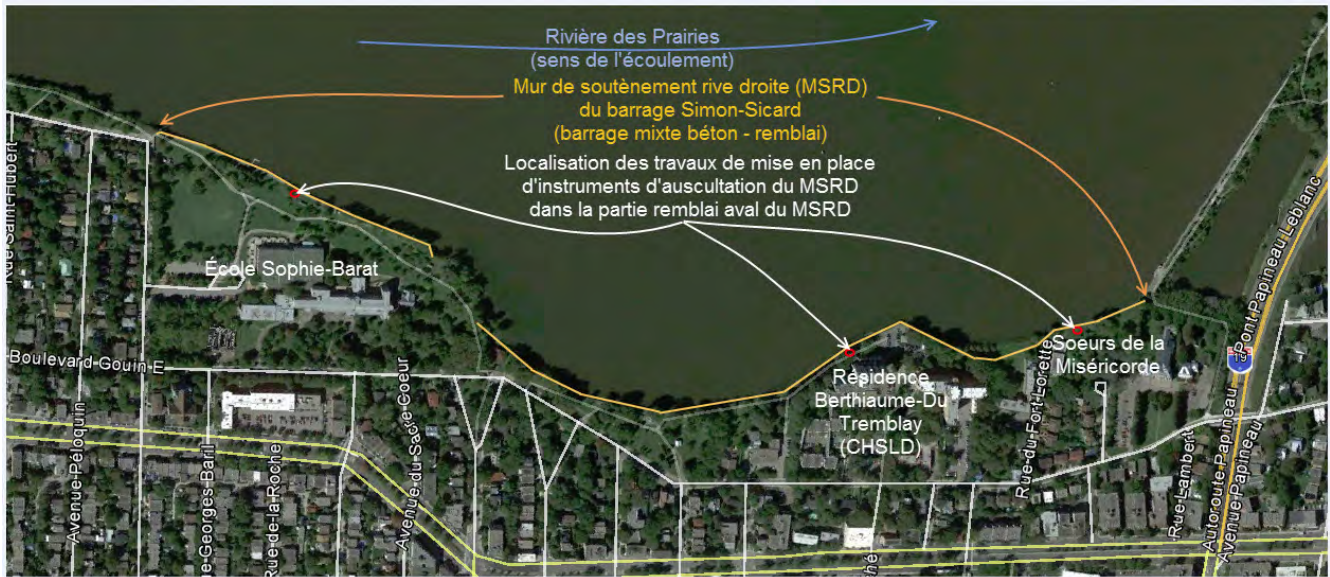 Rivière des Prairies
(sens de l'écoulement)
Mur de soutènement rive droite (MSRD)
du barrage Simon-Sicard
(barrage mixte béton - remblai)
Localisation des travaux de mise en place
d'instruments d'auscultation du MSRD
dans la partie remblai aval du MSRD
École Sophie-Barat
Soeurs de la
Miséricorde
Résidence
Berthiaume-Du
Tremblay
(CHSLD)
Rue Saint-Hubert
Boulevard Gouin E
Avenue-Péloquin
e-Georges-Baril
Rue-de-la-Roche
Avenue-du-Sacré-Coeur
Rue-du-Fort-Lorette
Rue-Lambert
Autoroute-Papineau
Avenue-Papineau
Pont-Papineau Leblanc